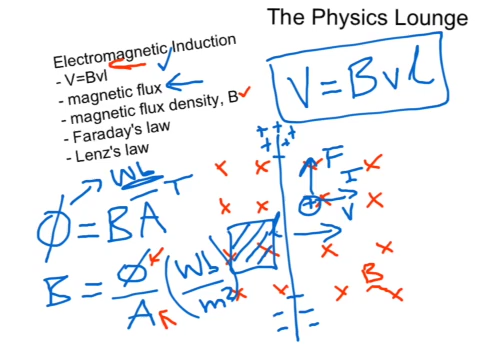 The Physics Lounge
Electromagnetic Induction
- V=Bvl
- magnetic flux
- magnetic flux density, B
- Faraday's law
- Lenz's law
V = Bvl
+ + +
+ +
F
I
+
V
Wb
T
ϕ = BA
B = ϕ/A (Wb/m²)
B